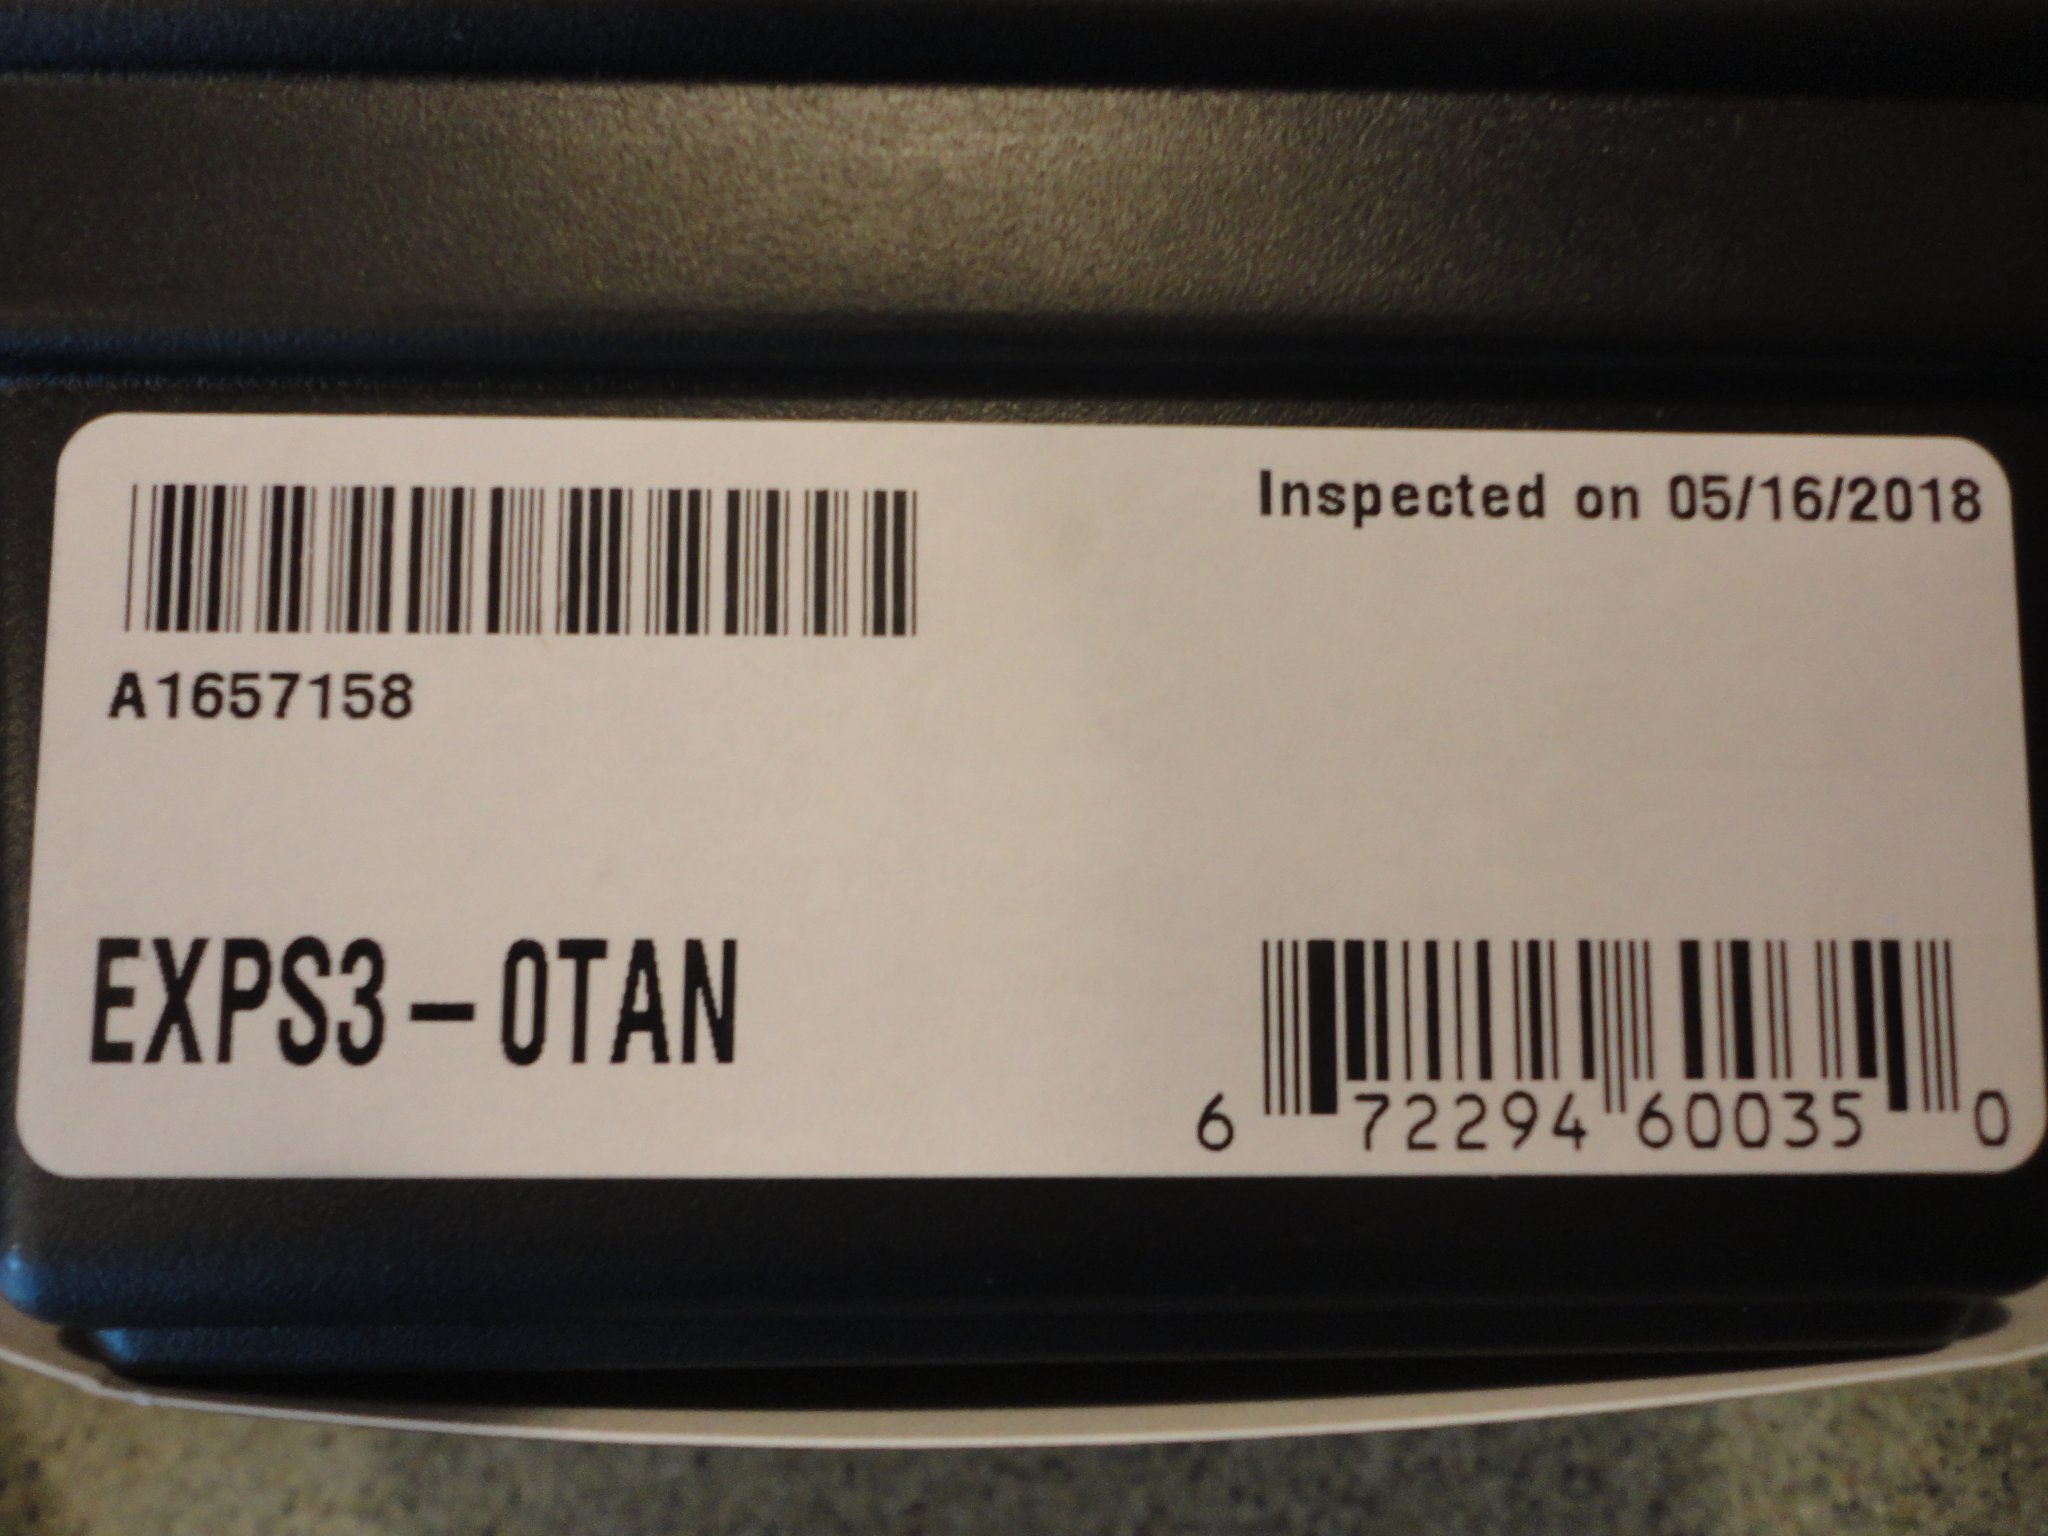 Inspected on 05/16/2018
A1657158
EXPS3-0TAN
6 72294 60035 0